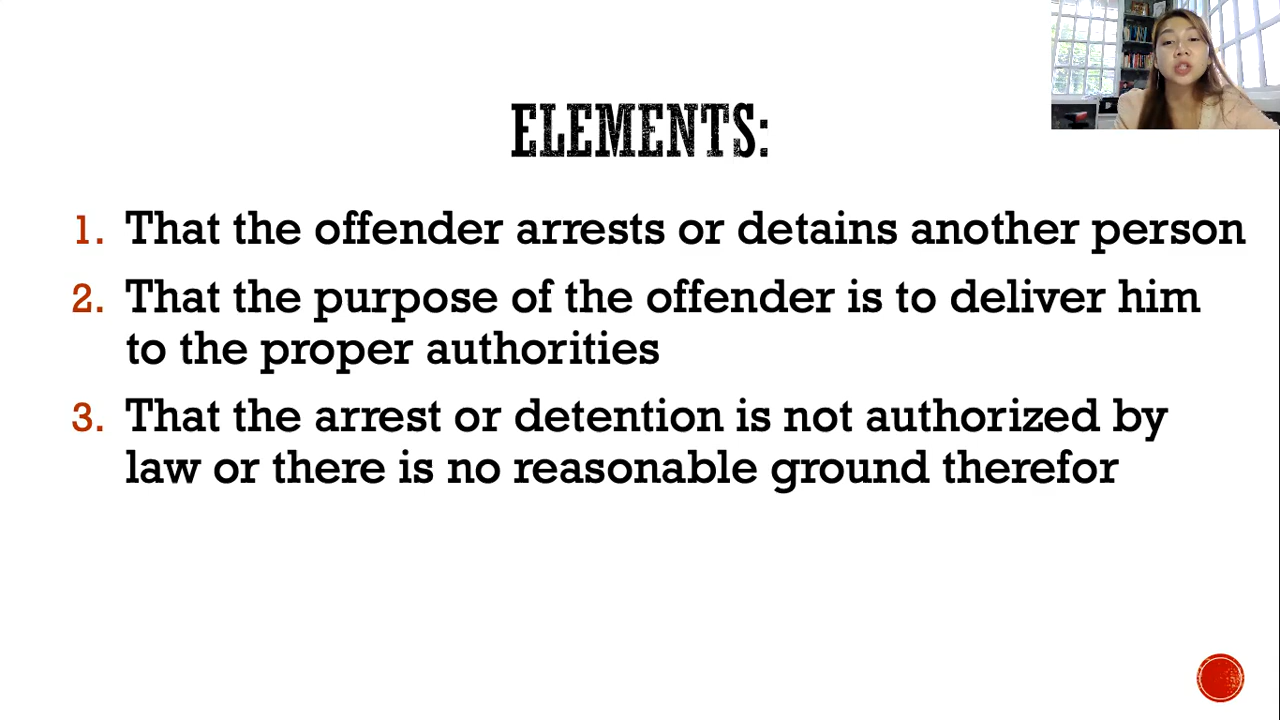 ELEMENTS:
1. That the offender arrests or detains another person
2. That the purpose of the offender is to deliver him
to the proper authorities
3. That the arrest or detention is not authorized by
law or there is no reasonable ground therefor